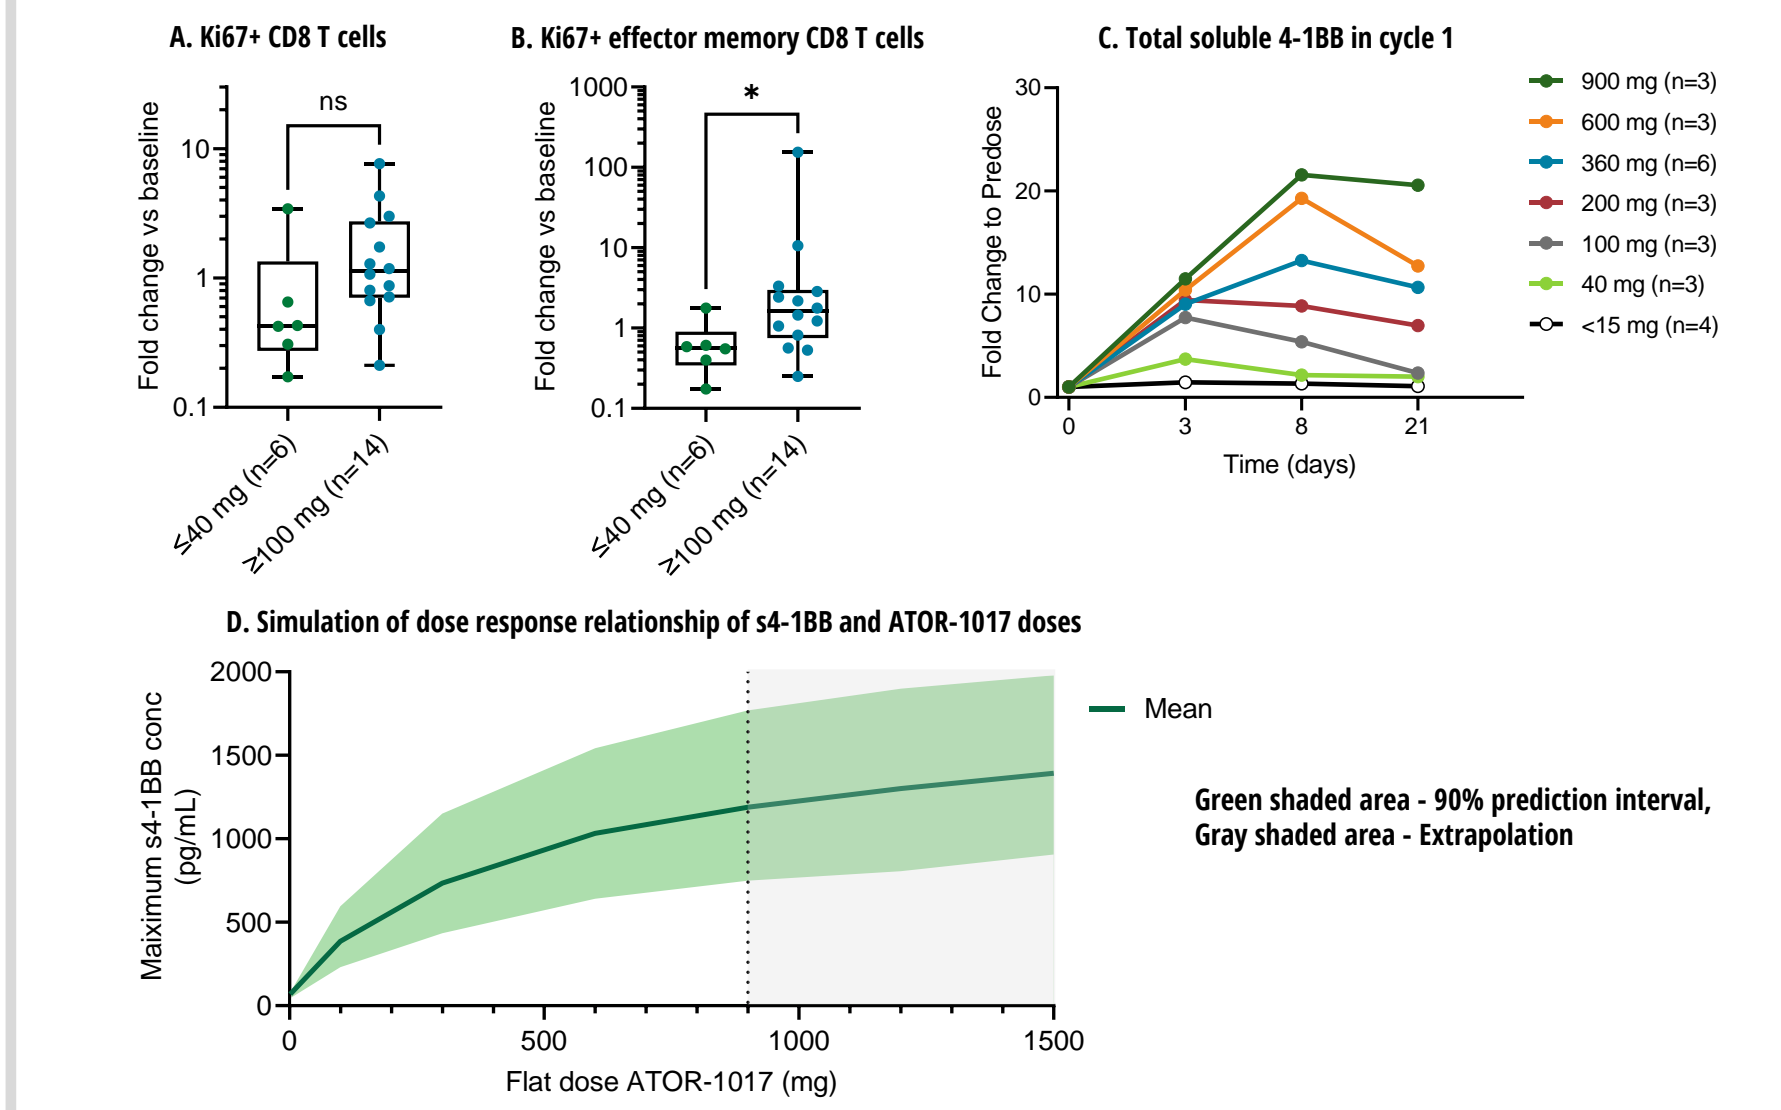 A. Ki67+ CD8 T cells
Fold change vs baseline
10
1
0.1
ns
≤40 mg (n=6)
≥100 mg (n=14)
B. Ki67+ effector memory CD8 T cells
Fold change vs baseline
1000
100
10
1
0.1
*
≤40 mg (n=6)
≥100 mg (n=14)
C. Total soluble 4-1BB in cycle 1
Fold Change to Predose
30
20
10
0
0 3 8 21
Time (days)
900 mg (n=3)
600 mg (n=3)
360 mg (n=6)
200 mg (n=3)
100 mg (n=3)
40 mg (n=3)
<15 mg (n=4)
D. Simulation of dose response relationship of s4-1BB and ATOR-1017 doses
Maiximum s4-1BB conc
(pg/mL)
2000
1500
1000
500
0
0 500 1000 1500
Flat dose ATOR-1017 (mg)
Mean
Green shaded area - 90% prediction interval,
Gray shaded area - Extrapolation